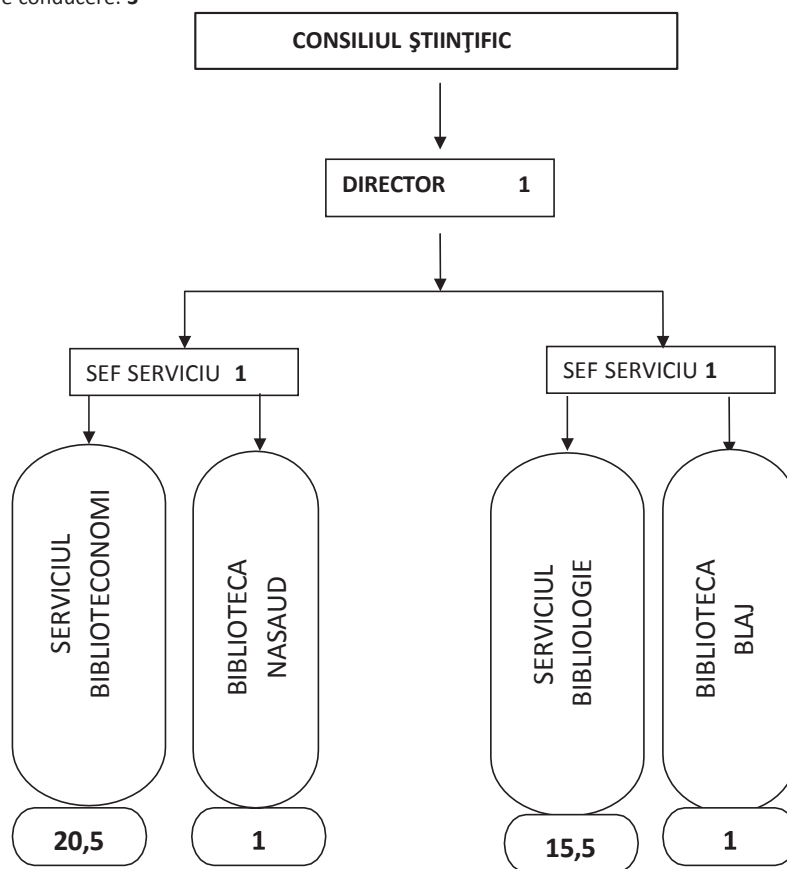 e conducere: 3
CONSILIUL ŞTIINŢIFIC
DIRECTOR 1
SEF SERVICIU 1
SEF SERVICIU 1
SERVICIUL
BIBLIOTECONOMI
BIBLIOTECA
NASAUD
SERVICIUL
BIBLIOLOGIE
BIBLIOTECA
BLAJ
20,5
1
15,5
1